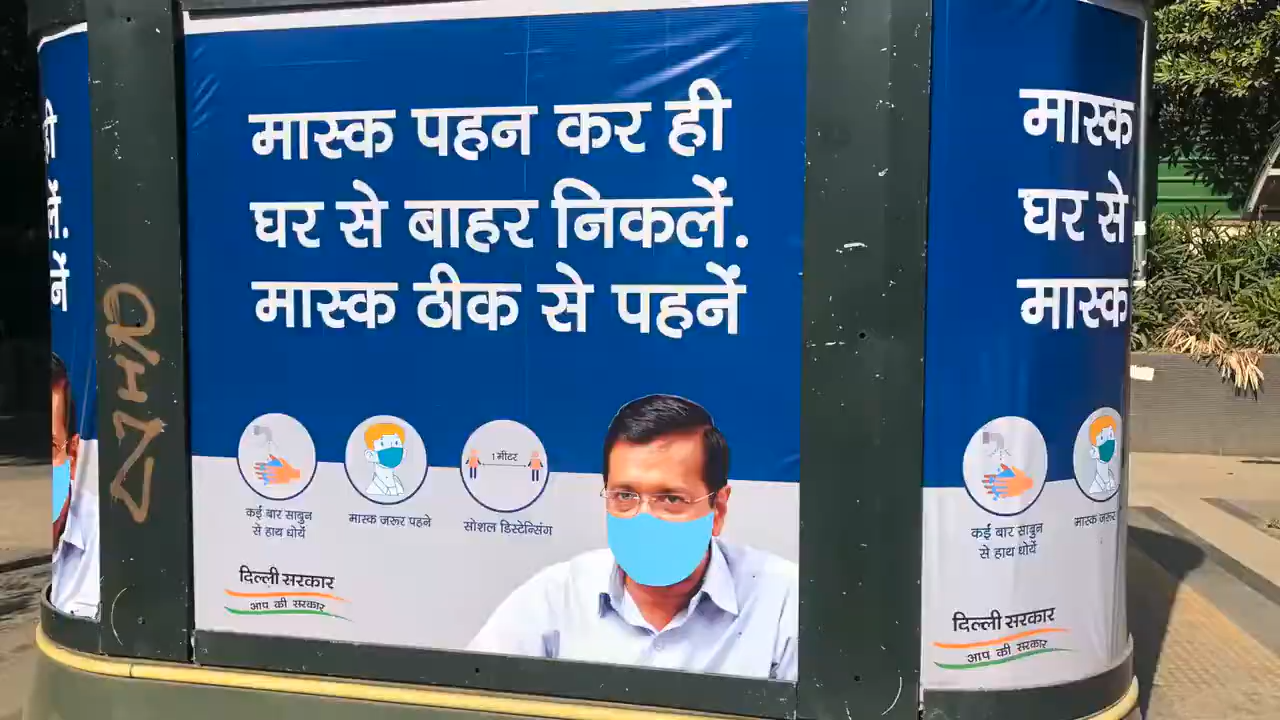 मास्क पहन कर ही
घर से बाहर निकलें.
मास्क ठीक से पहनें
1 मीटर
कई बार साबुन
से हाथ धोयें
मास्क जरूर पहने
सोशल डिस्टेन्सिंग
दिल्ली सरकार
आप की सरकार
मास्क
घर से
मास्क
कई बार साबुन
से हाथ धोयें
मास्क जरूर
दिल्ली सरकार
आप की सरकार